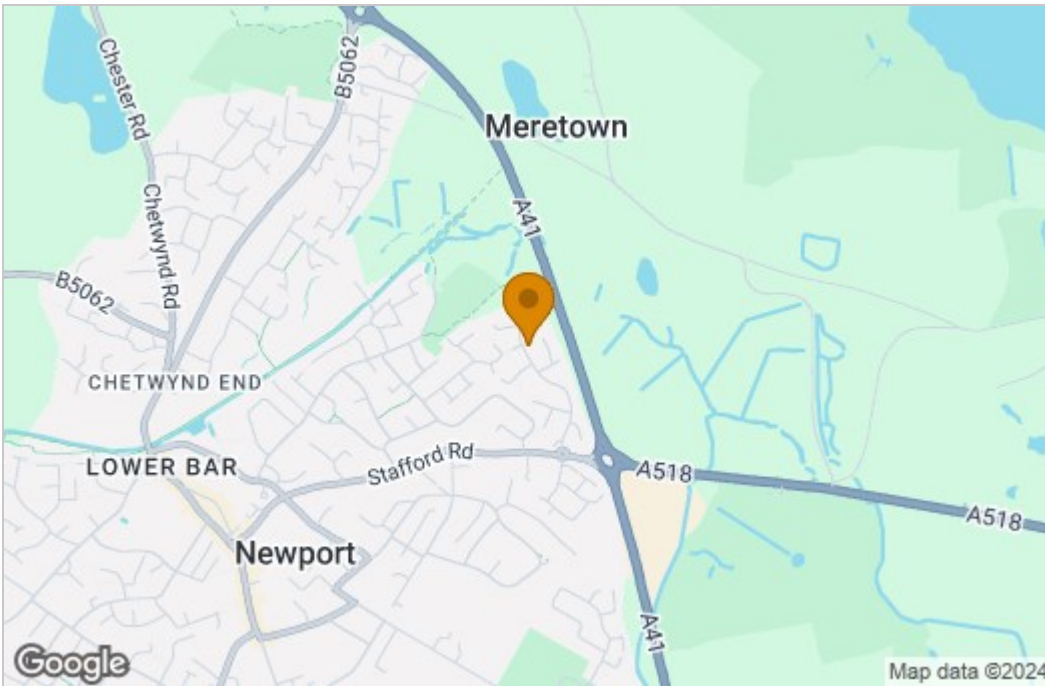 Chester Rd
B5062
Meretown
Chetwynd Rd
A41
B5062
CHETWYND END
LOWER BAR
Stafford Rd
A518
A518
Newport
A41
Google
Map data ©2024